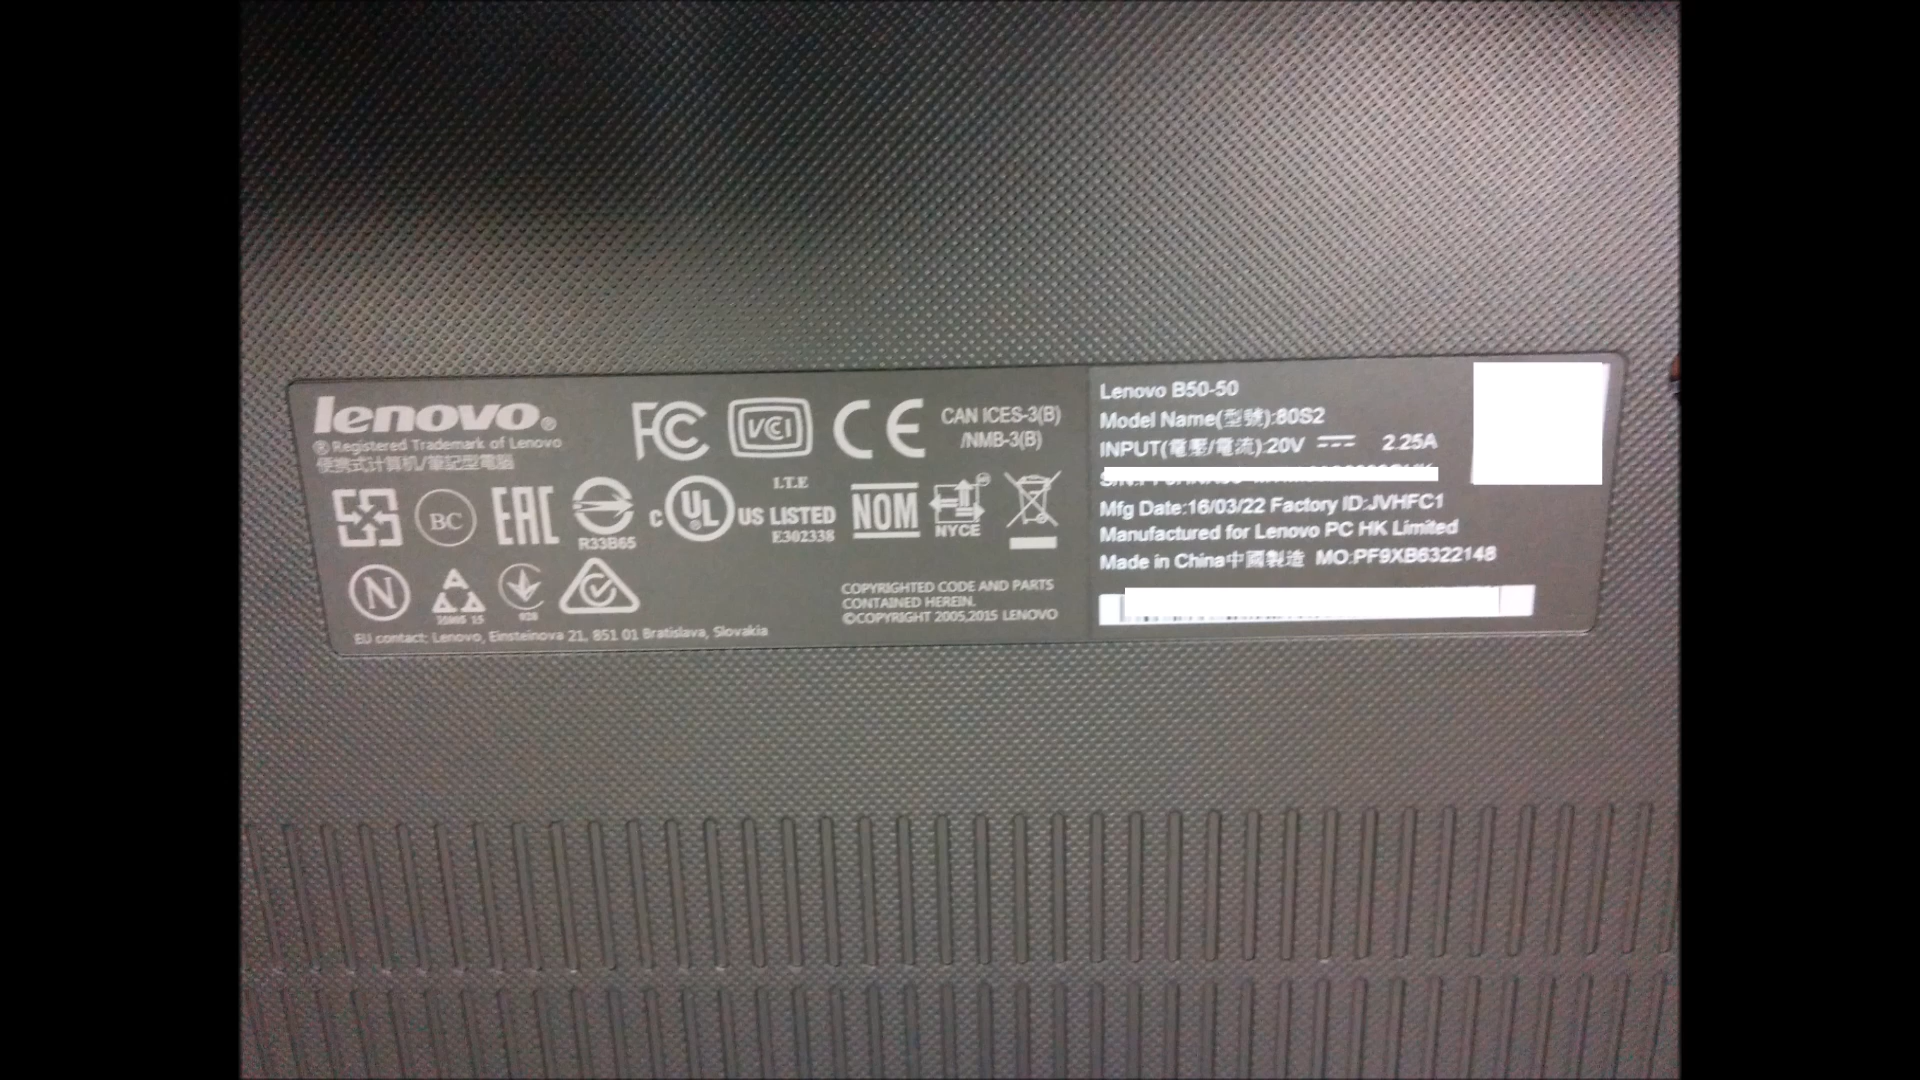 lenovo®
® Registered Trademark of Lenovo
便携式计算机/筆記型電腦
FC
VCI
CE
CAN ICES-3(B)
/NMB-3(B)
BC
EAC
R33B65
c UL® US LISTED
I.T.E
E302338
NOM
NYCE
N
COPYRIGHTED CODE AND PARTS
CONTAINED HEREIN.
©COPYRIGHT 2005,2015 LENOVO
EU contact: Lenovo, Einsteinova 21, 851 01 Bratislava, Slovakia
Lenovo B50-50
Model Name(型號):80S2
INPUT(電壓/電流):20V ⎓ 2.25A
Mfg Date:16/03/22 Factory ID:JVHFC1
Manufactured for Lenovo PC HK Limited
Made in China中國製造 MO:PF9XB6322148